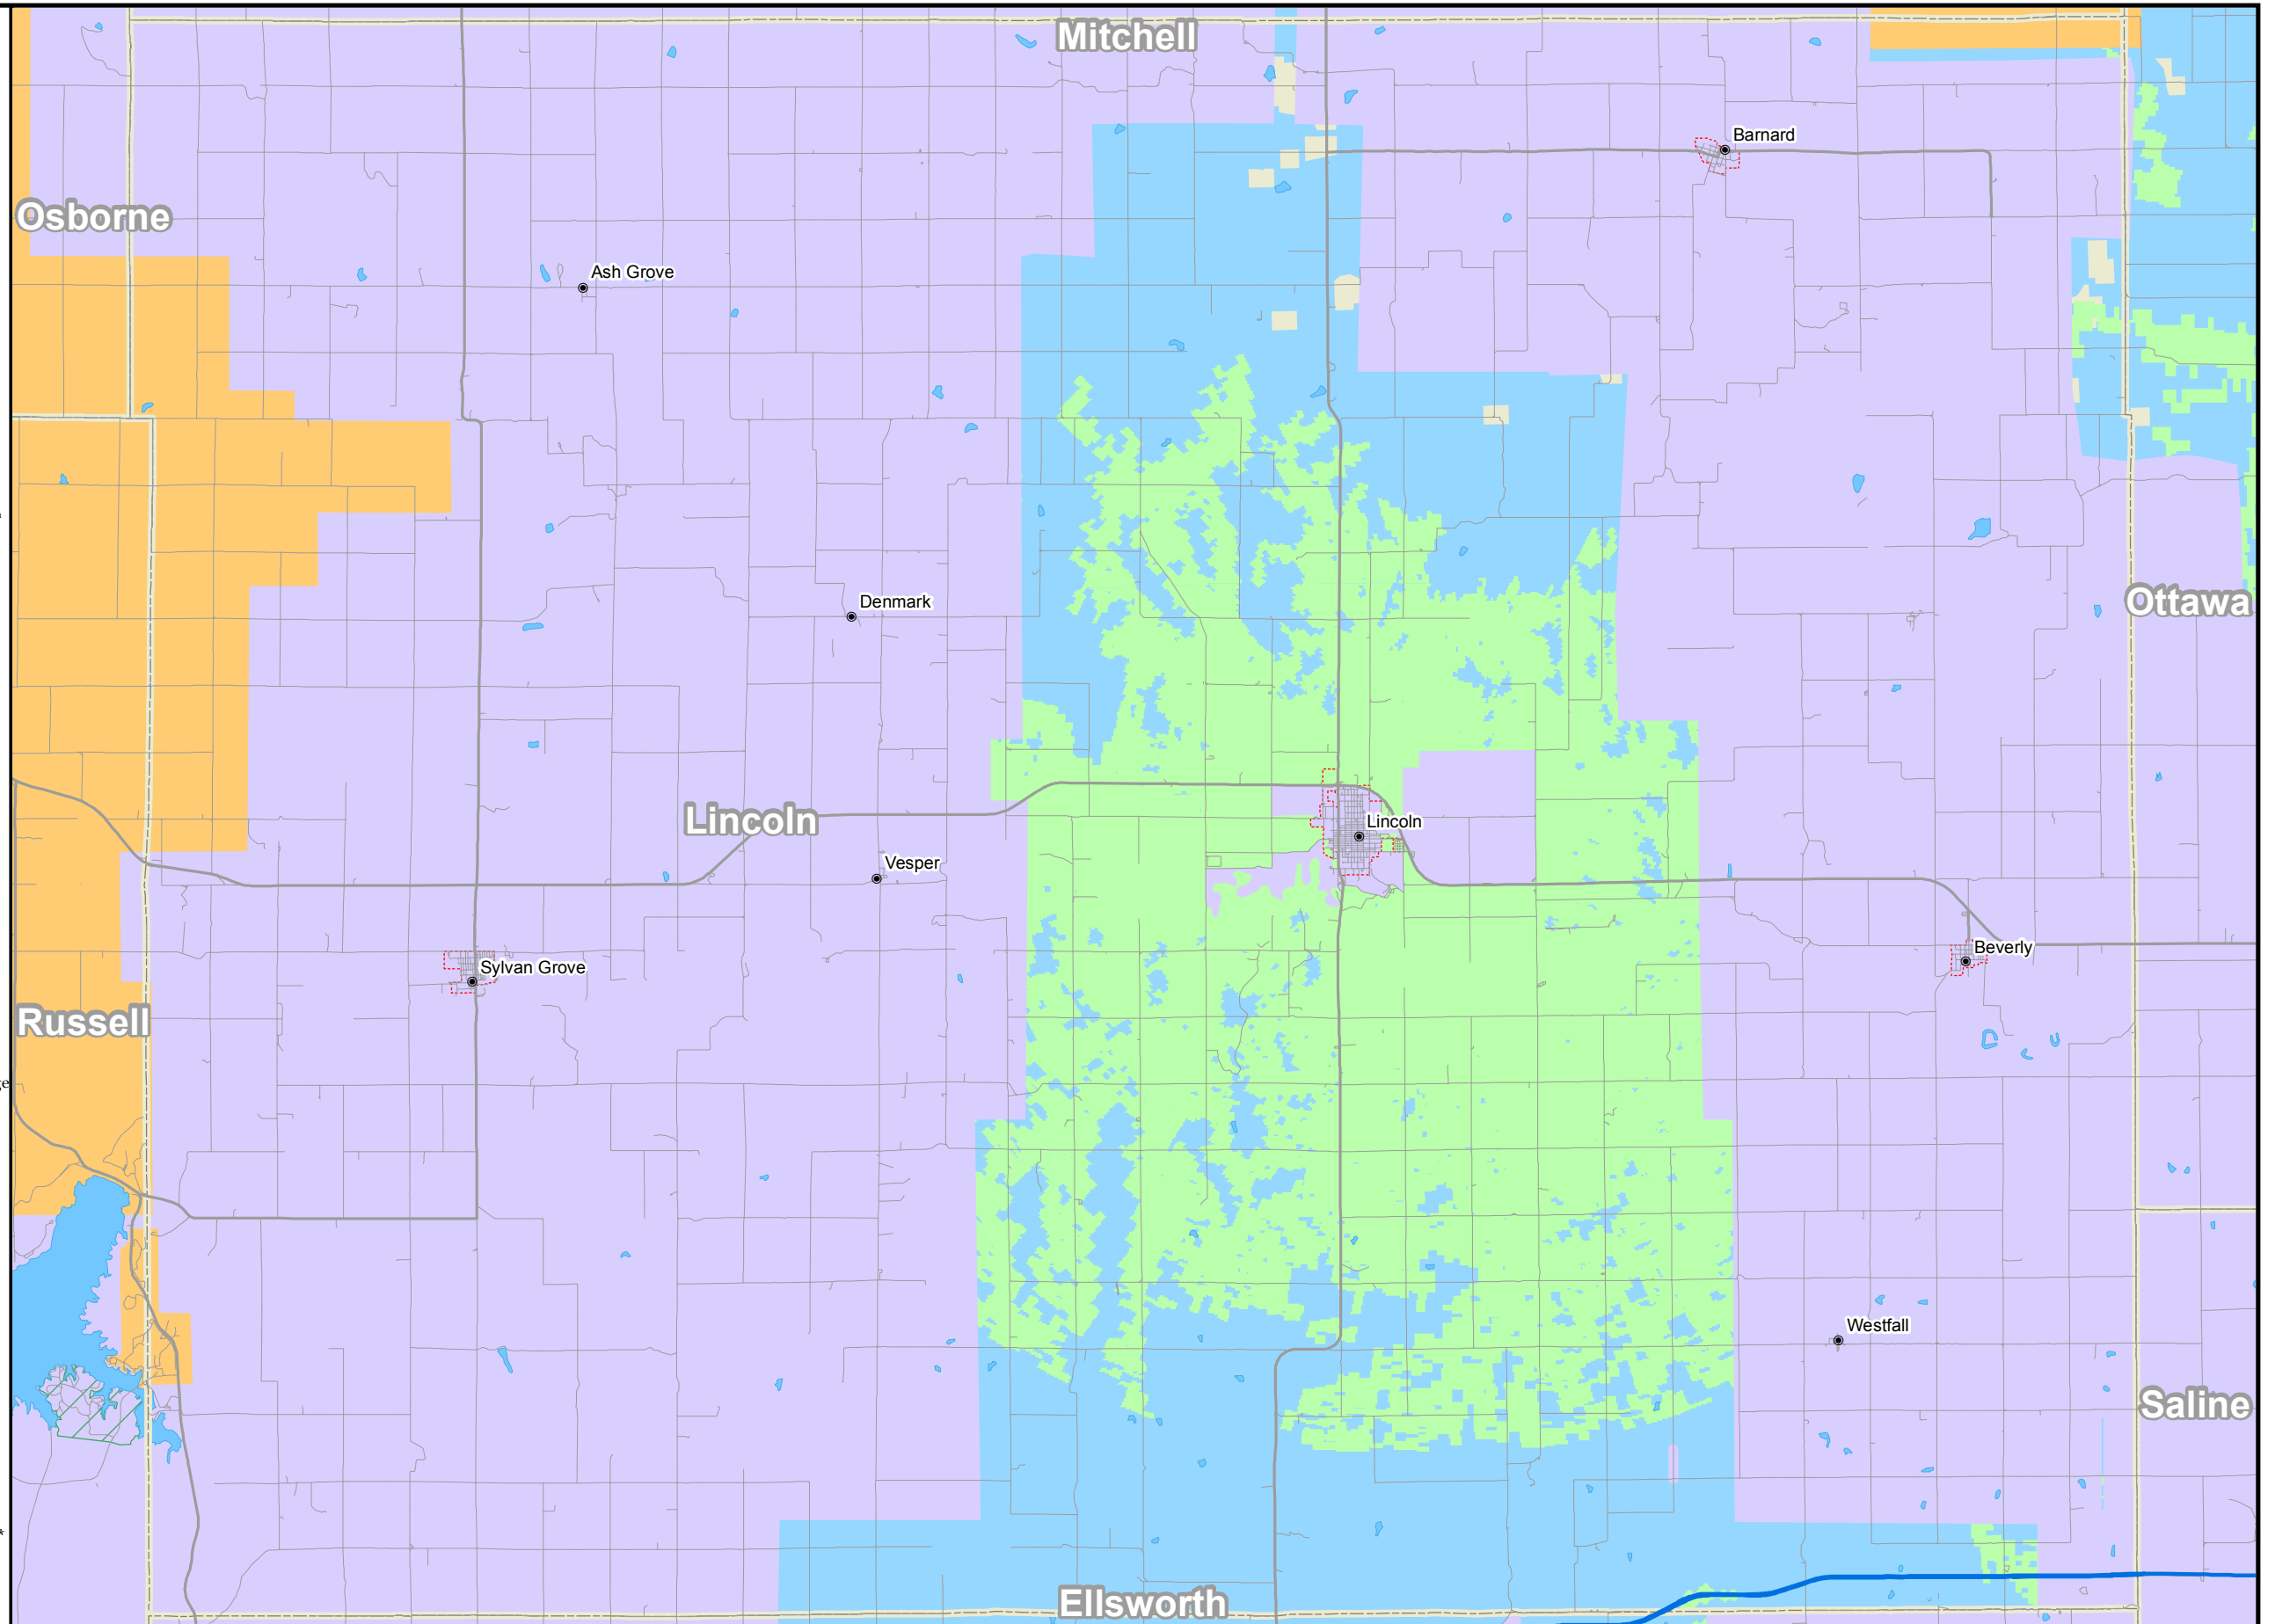 Mitchell
Barnard
Osborne
Ash Grove
Denmark
Ottawa
Lincoln
Lincoln
Vesper
Beverly
Sylvan Grove
Russell
Westfall
Saline
*
Ellsworth